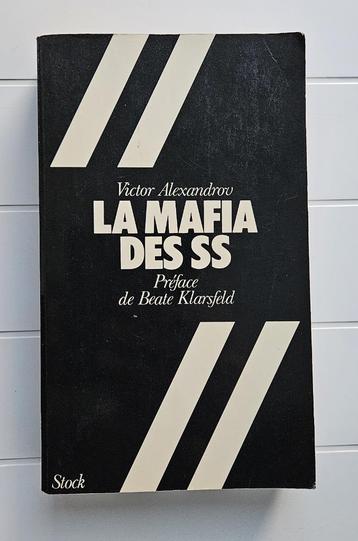 Victor Alexandrov
LA MAFIA
DES SS
Préface
de Beate Klarsfeld
Stock